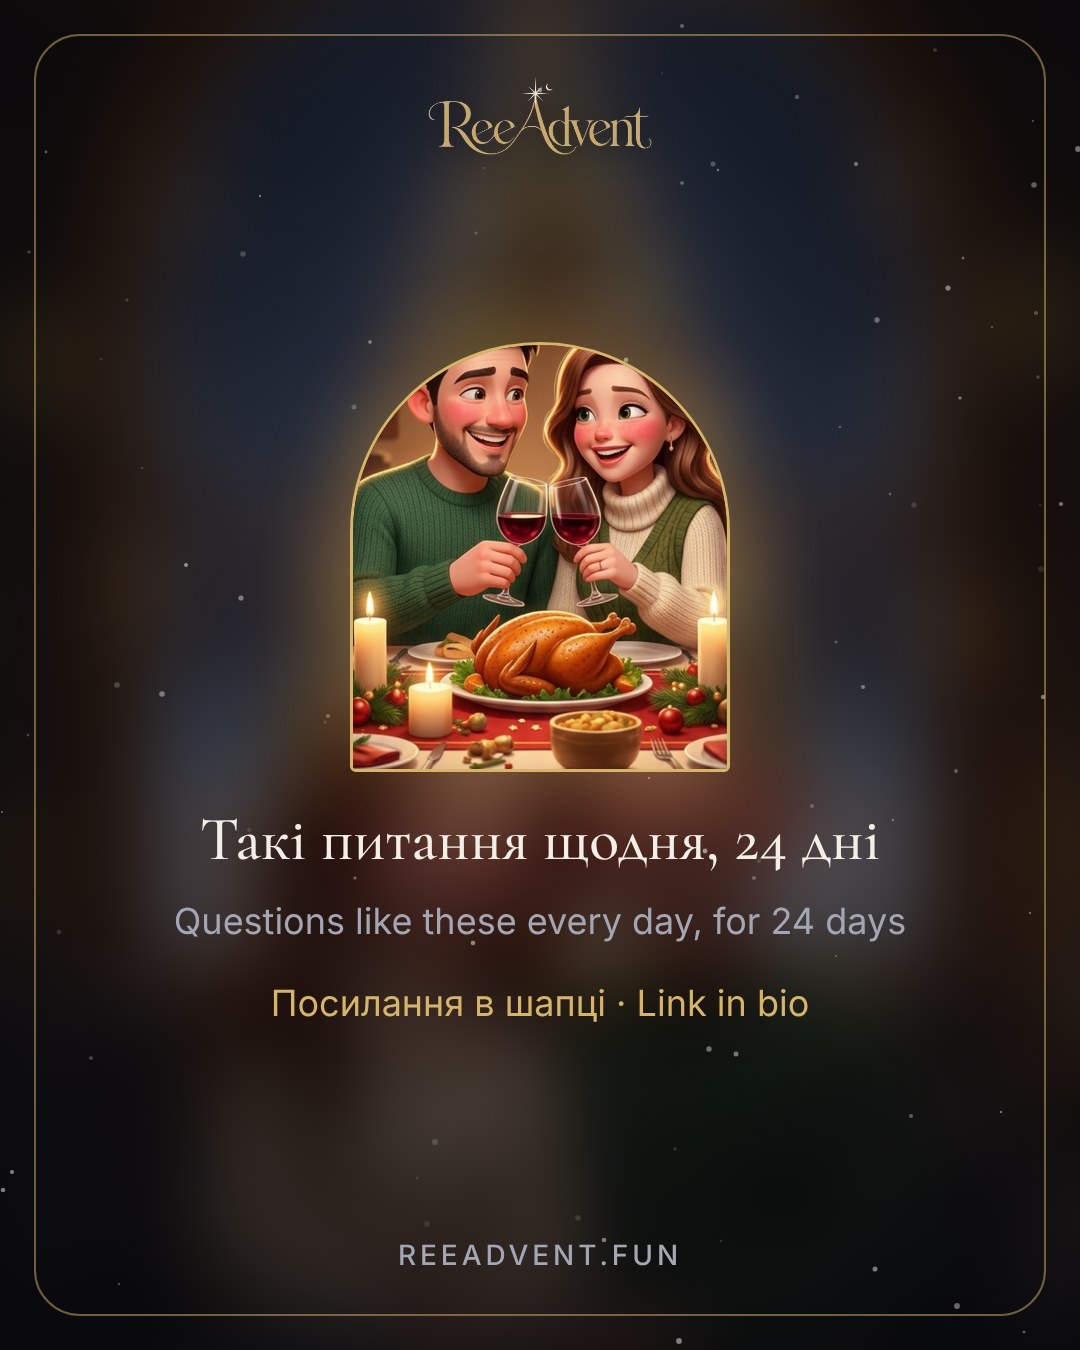 ReeAdvent
Такі питання щодня, 24 дні
Questions like these every day, for 24 days
Посилання в шапці · Link in bio
REEADVENT.FUN